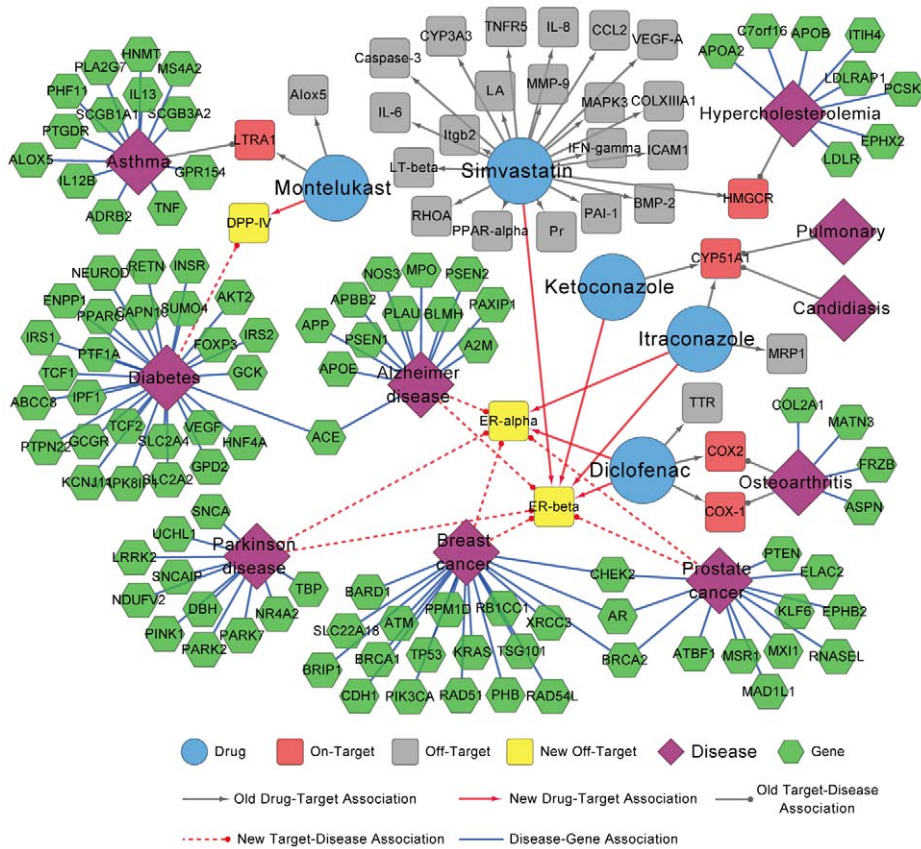 HNMT
PLA2G7
MS4A2
PHF11
IL13
SCGB1A1
SCGB3A2
PTGDR
ALOX5
Asthma
GPR154
IL12B
TNF
ADRB2
LTRA1
Alox5
Montelukast
DPP-IV
TNFR5
IL-8
CYP3A3
CCL2
VEGF-A
Caspase-3
LA
MMP-9
IL-6
MAPK3
COLXIIIA1
Itgb2
IFN-gamma
ICAM1
LT-beta
Simvastatin
RHOA
PPAR-alpha
Pr
PAI-1
BMP-2
C7orf16
APOB
ITIH4
APOA2
LDLRAP1
PCSK
Hypercholesterolemia
EPHX2
LDLR
HMGCR
Pulmonary
CYP51A1
Ketoconazole
Candidiasis
Itraconazole
MRP1
NEUROD
RETN
INSR
ENPP1
PPARG
CAPN10
SUMO4
AKT2
IRS1
PTF1A
FOXP3
IRS2
TCF1
Diabetes
GCK
ABCC8
IPF1
PTPN22
GCGR
TCF2
SLC2A4
VEGF
HNF4A
KCNJ11
APK8IP1
SLC2A2
GPD2
ACE
NOS3
MPO
PSEN2
APBB2
PLAU
BLMH
PAXIP1
APP
PSEN1
A2M
APOE
Alzheimer
disease
ER-alpha
ER-beta
TTR
Diclofenac
COX2
COX-1
COL2A1
MATN3
FRZB
Osteoarthritis
ASPN
SNCA
UCHL1
LRRK2
Parkinson
disease
SNCAIP
TBP
NDUFV2
DBH
NR4A2
PINK1
PARK7
PARK2
Breast
cancer
BARD1
PPM1D
RB1CC1
XRCC3
SLC22A18
ATM
BRIP1
BRCA1
TP53
KRAS
TSG101
CDH1
PIK3CA
RAD51
PHB
RAD54L
CHEK2
AR
BRCA2
Prostate
cancer
PTEN
ELAC2
KLF6
EPHB2
ATBF1
MSR1
MXI1
RNASEL
MAD1L1
Drug
On-Target
Off-Target
New Off-Target
Disease
Gene
Old Drug-Target Association
New Drug-Target Association
Old Target-Disease
Association
New Target-Disease Association
Disease-Gene Association